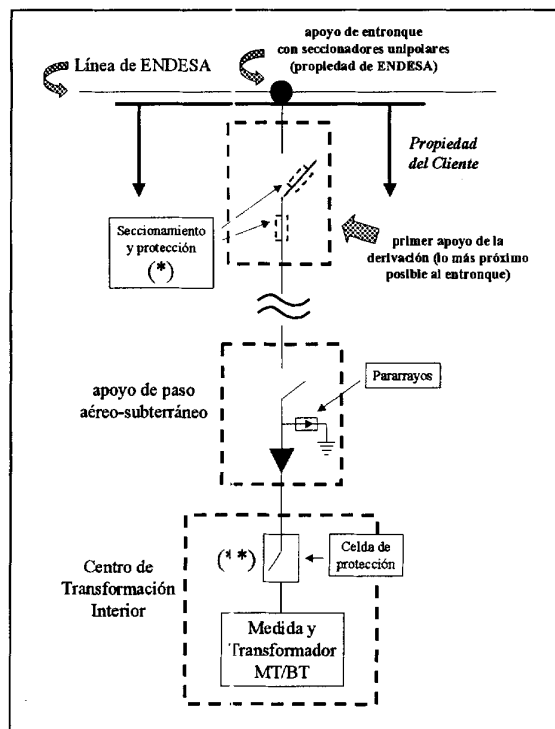 apoyo de entronque
con seccionadores unipolares
(propiedad de ENDESA)
Línea de ENDESA
Propiedad
del Cliente
Seccionamiento
y protección
(*)
primer apoyo de la
derivación (lo más próximo
posible al entronque)
apoyo de paso
aéreo-subterráneo
Pararrayos
(**)
Celda de
protección
Centro de
Transformación
Interior
Medida y
Transformador
MT/BT